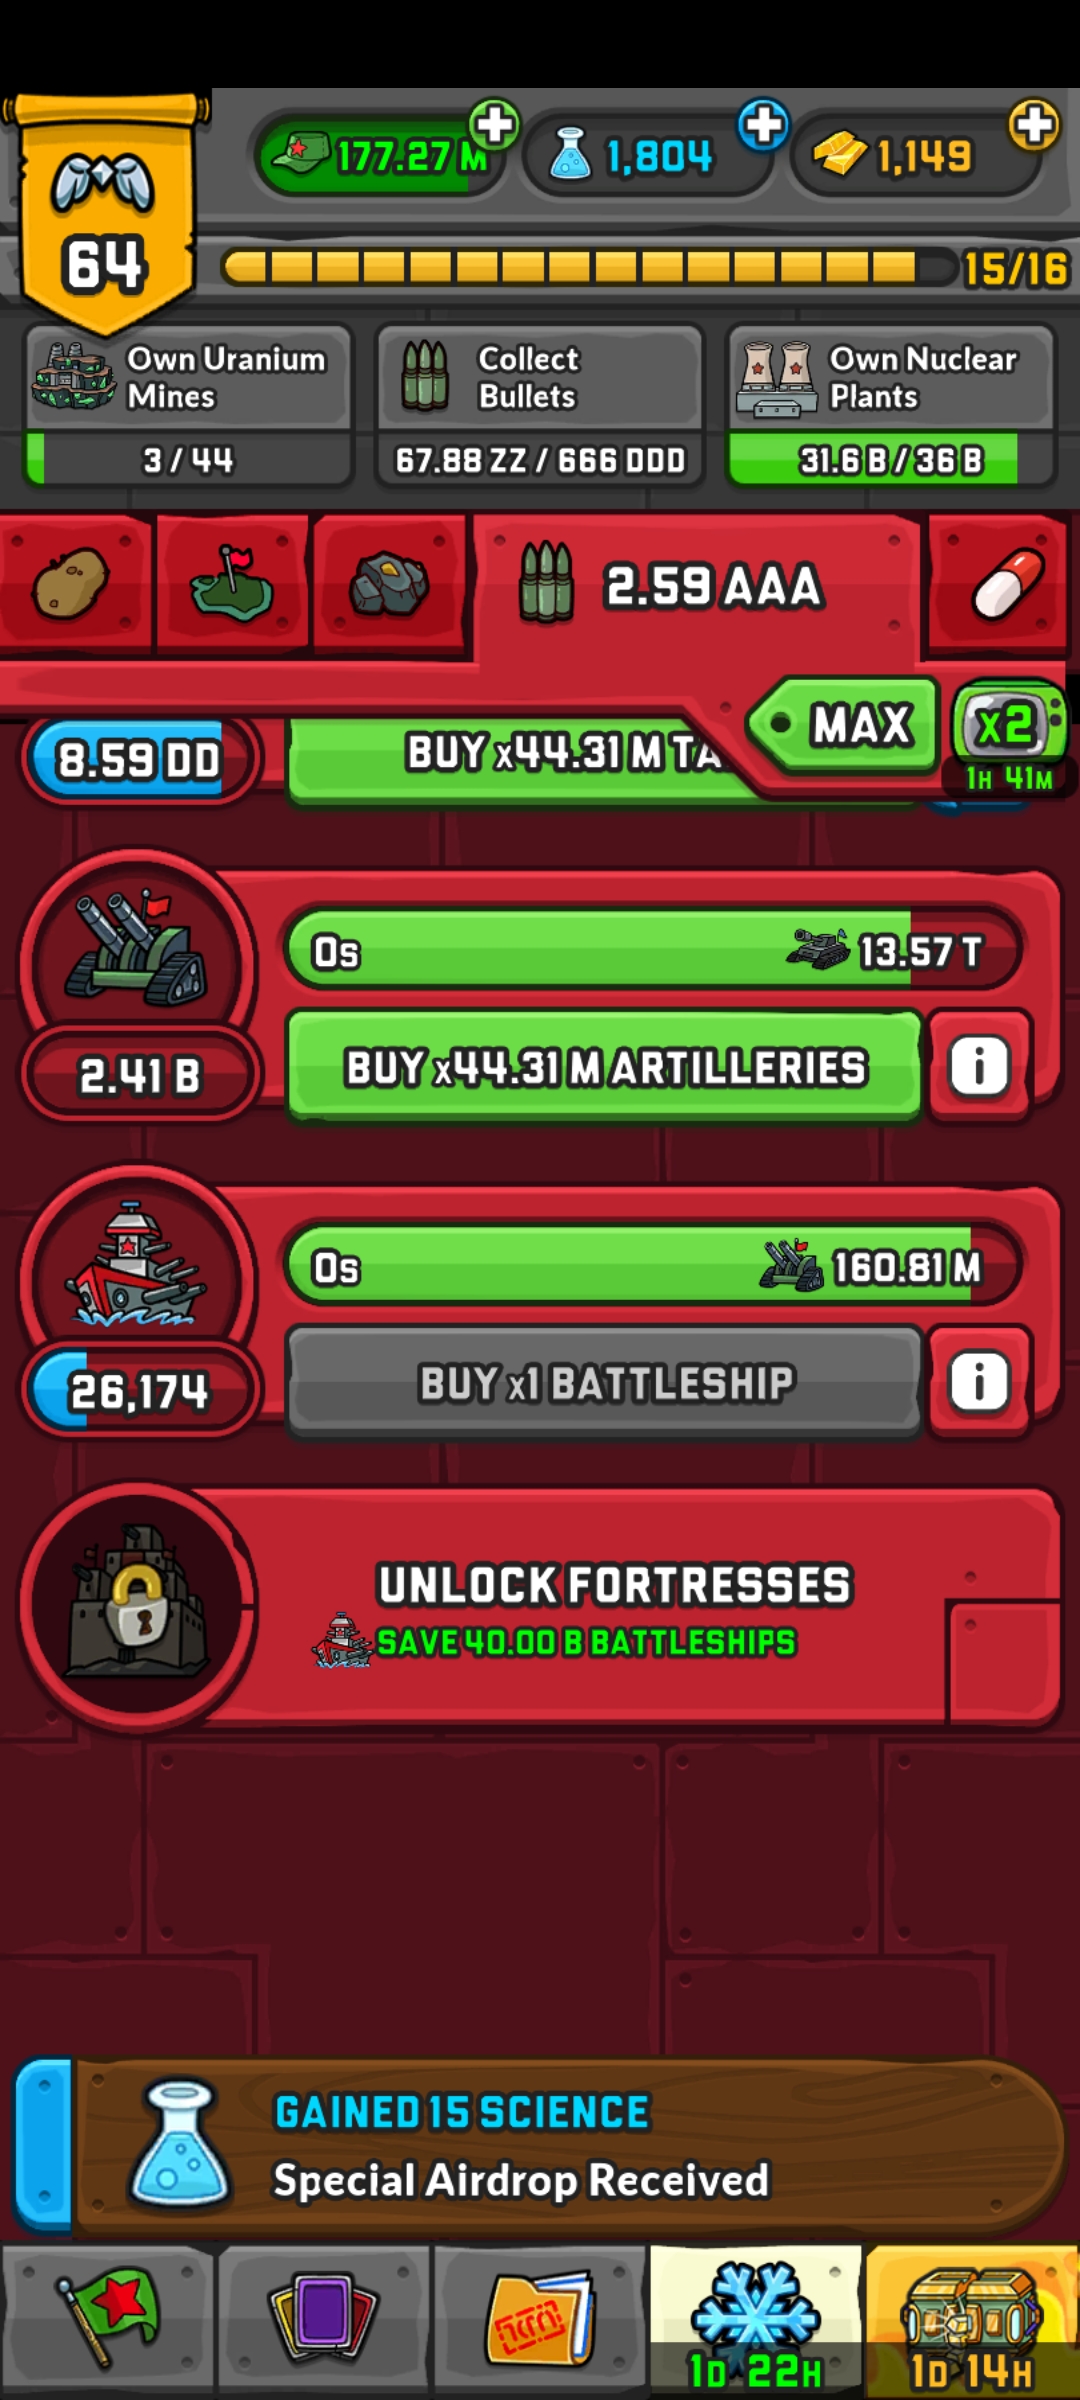 177.27 M
1,804
1,149
64
15/16
Own Uranium
Mines
3 / 44
Collect
Bullets
67.88 ZZ / 666 DDD
Own Nuclear
Plants
31.6 B / 36 B
2.59 AAA
MAX
x2
1H 41M
8.59 DD
BUY x44.31 M TA
0s
13.57 T
2.41 B
BUY x44.31 M ARTILLERIES
i
0s
160.81 M
26,174
BUY x1 BATTLESHIP
i
UNLOCK FORTRESSES
SAVE 40.00 B BATTLESHIPS
GAINED 15 SCIENCE
Special Airdrop Received
1D 22H
1D 14H